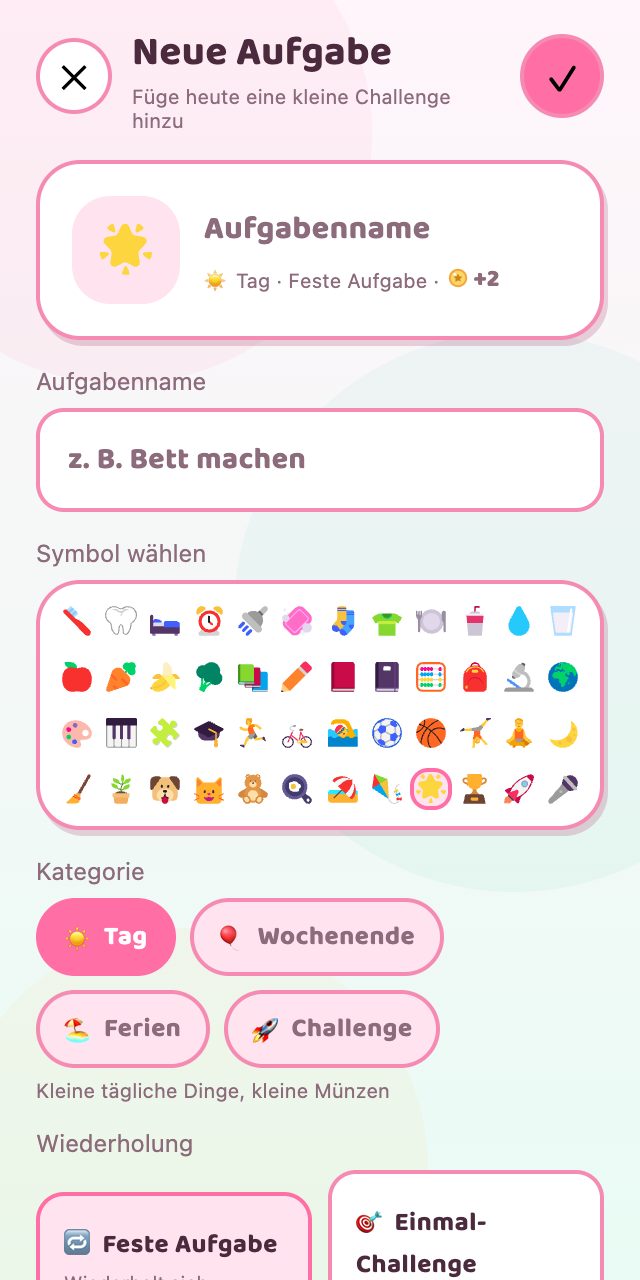 Neue Aufgabe
Füge heute eine kleine Challenge
hinzu
Aufgabenname
Tag · Feste Aufgabe · +2
Aufgabenname
z. B. Bett machen
Symbol wählen
Kategorie
Tag
Wochenende
Ferien
Challenge
Kleine tägliche Dinge, kleine Münzen
Wiederholung
Feste Aufgabe
Einmal-
Challenge